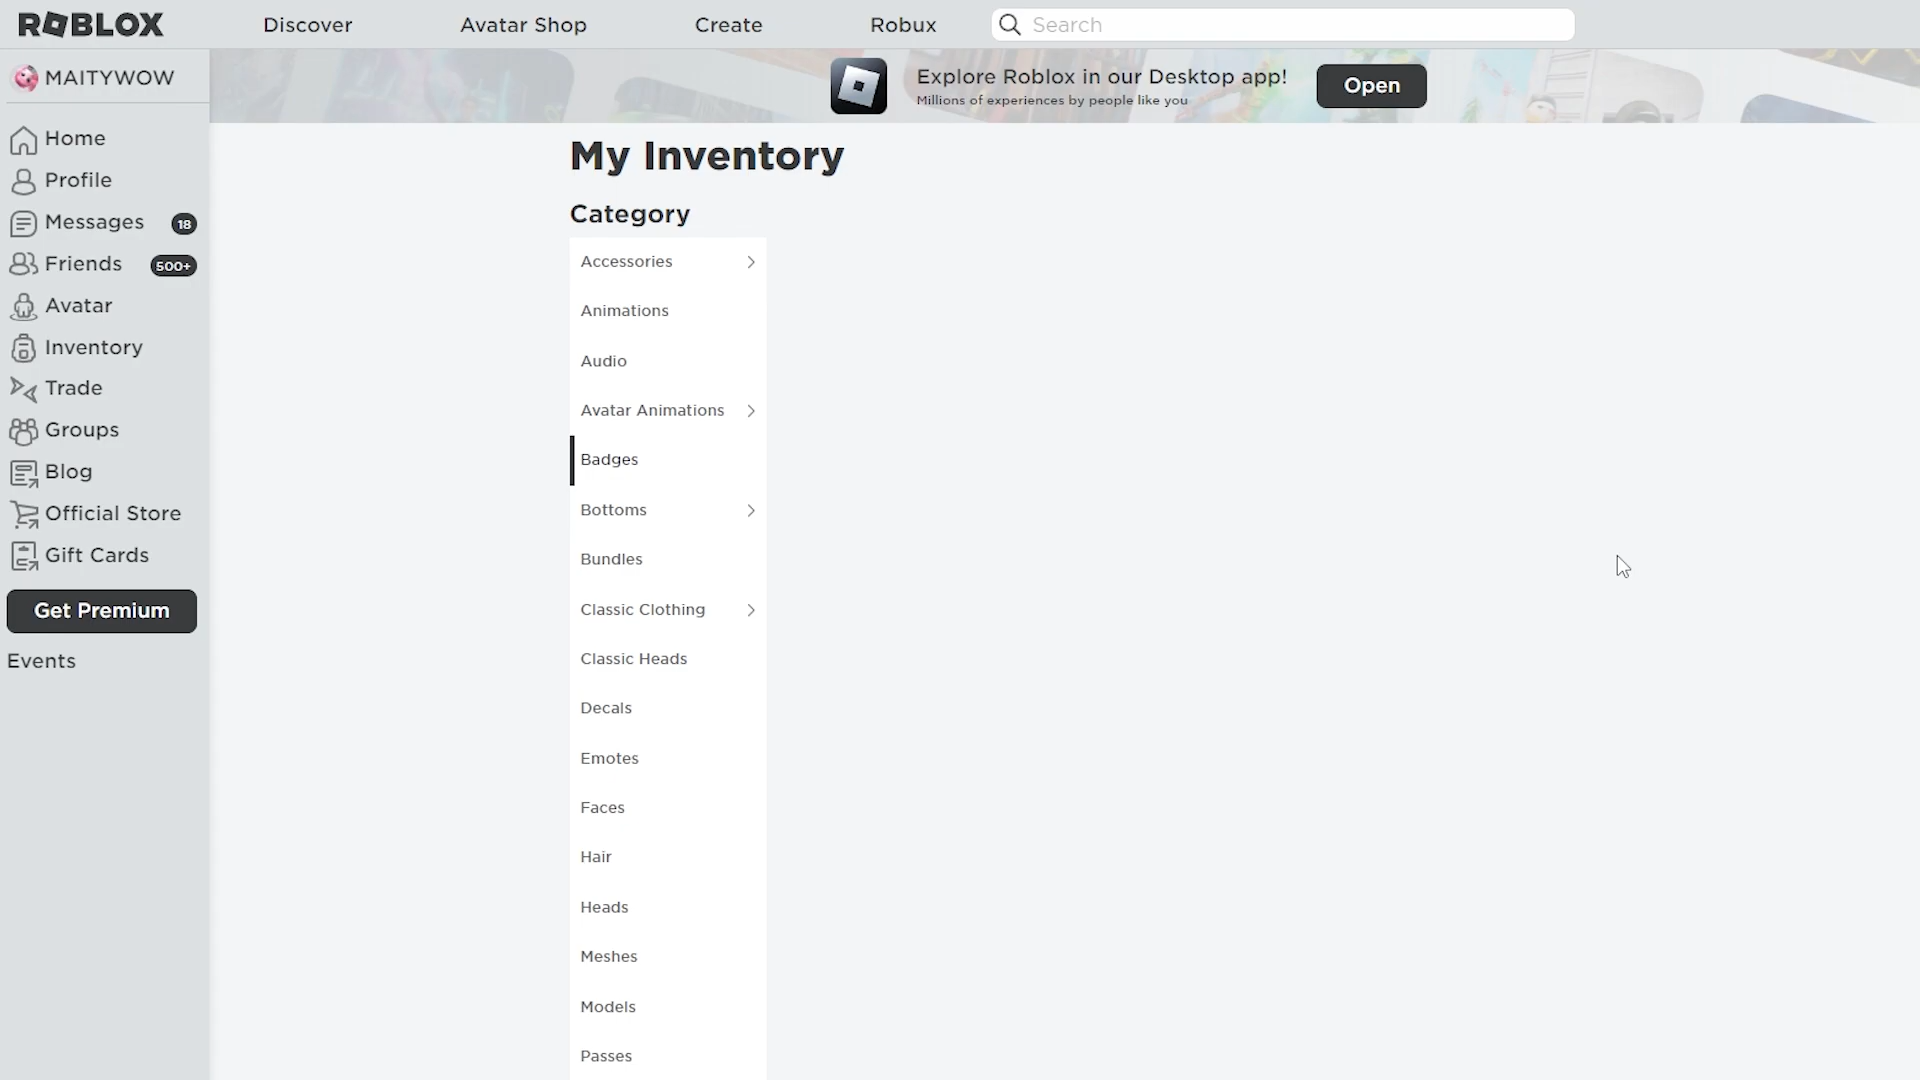 ROBLOX
Discover
Avatar Shop
Create
Robux
Search
MAITYWOW
Explore Roblox in our Desktop app!
Millions of experiences by people like you
Open
Home
Profile
Messages 18
Friends 500+
Avatar
Inventory
Trade
Groups
Blog
Official Store
Gift Cards
Get Premium
Events
My Inventory
Category
Accessories
Animations
Audio
Avatar Animations
Badges
Bottoms
Bundles
Classic Clothing
Classic Heads
Decals
Emotes
Faces
Hair
Heads
Meshes
Models
Passes